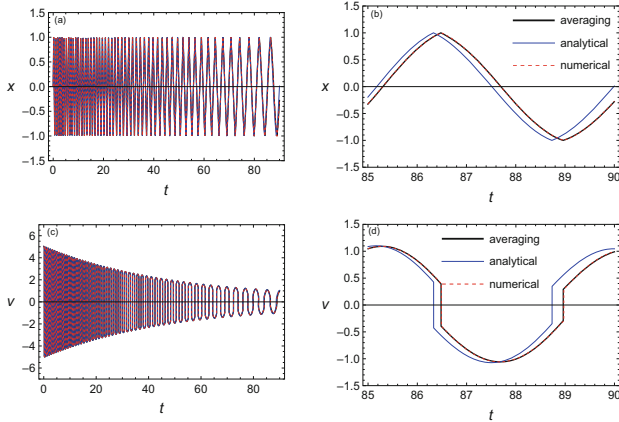 (a)
1.5
1.0
0.5
0.0
−0.5
−1.0
−1.5
x
0 20 40 60 80
t
(b)
averaging
analytical
numerical
1.5
1.0
0.5
0.0
−0.5
−1.0
−1.5
x
85 86 87 88 89 90
t
(c)
6
4
2
0
−2
−4
−6
v
0 20 40 60 80
t
(d)
averaging
analytical
numerical
1.5
1.0
0.5
0.0
−0.5
−1.0
−1.5
v
85 86 87 88 89 90
t